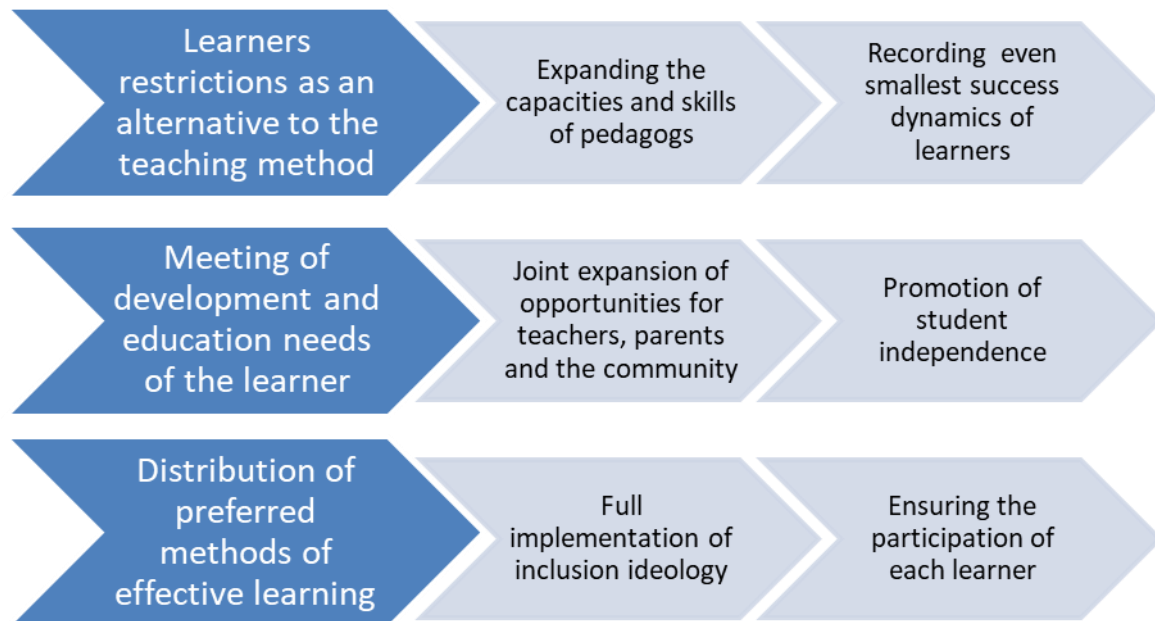 Learners
restrictions as an
alternative to the
teaching method
Expanding the
capacities and skills
of pedagogs
Recording even
smallest success
dynamics of
learners
Meeting of
development and
education needs
of the learner
Joint expansion of
opportunities for
teachers, parents
and the community
Promotion of
student
independence
Distribution of
preferred
methods of
effective learning
Full
implementation of
inclusion ideology
Ensuring the
participation of
each learner